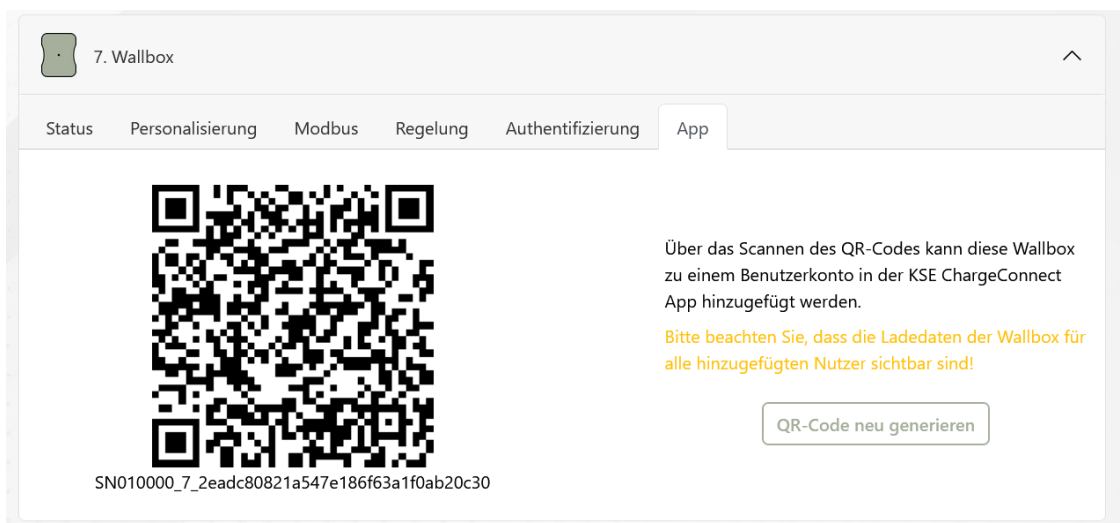 7. Wallbox
Status Personalisierung Modbus Regelung Authentifizierung App
Über das Scannen des QR-Codes kann diese Wallbox
zu einem Benutzerkonto in der KSE ChargeConnect
App hinzugefügt werden.
Bitte beachten Sie, dass die Ladedaten der Wallbox für
alle hinzugefügten Nutzer sichtbar sind!
QR-Code neu generieren
SN010000_7_2eadc80821a547e186f63a1f0ab20c30